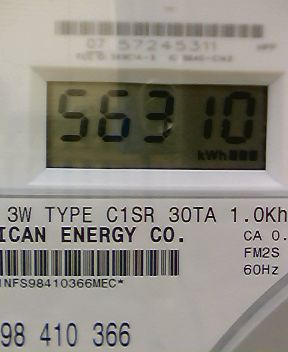 07 57245311
56310
kWh
3W TYPE C1SR 30TA 1.0Kh
ICAN ENERGY CO.
CA 0.
FM2S
60Hz
INFS98410366MEC*
98 410 366